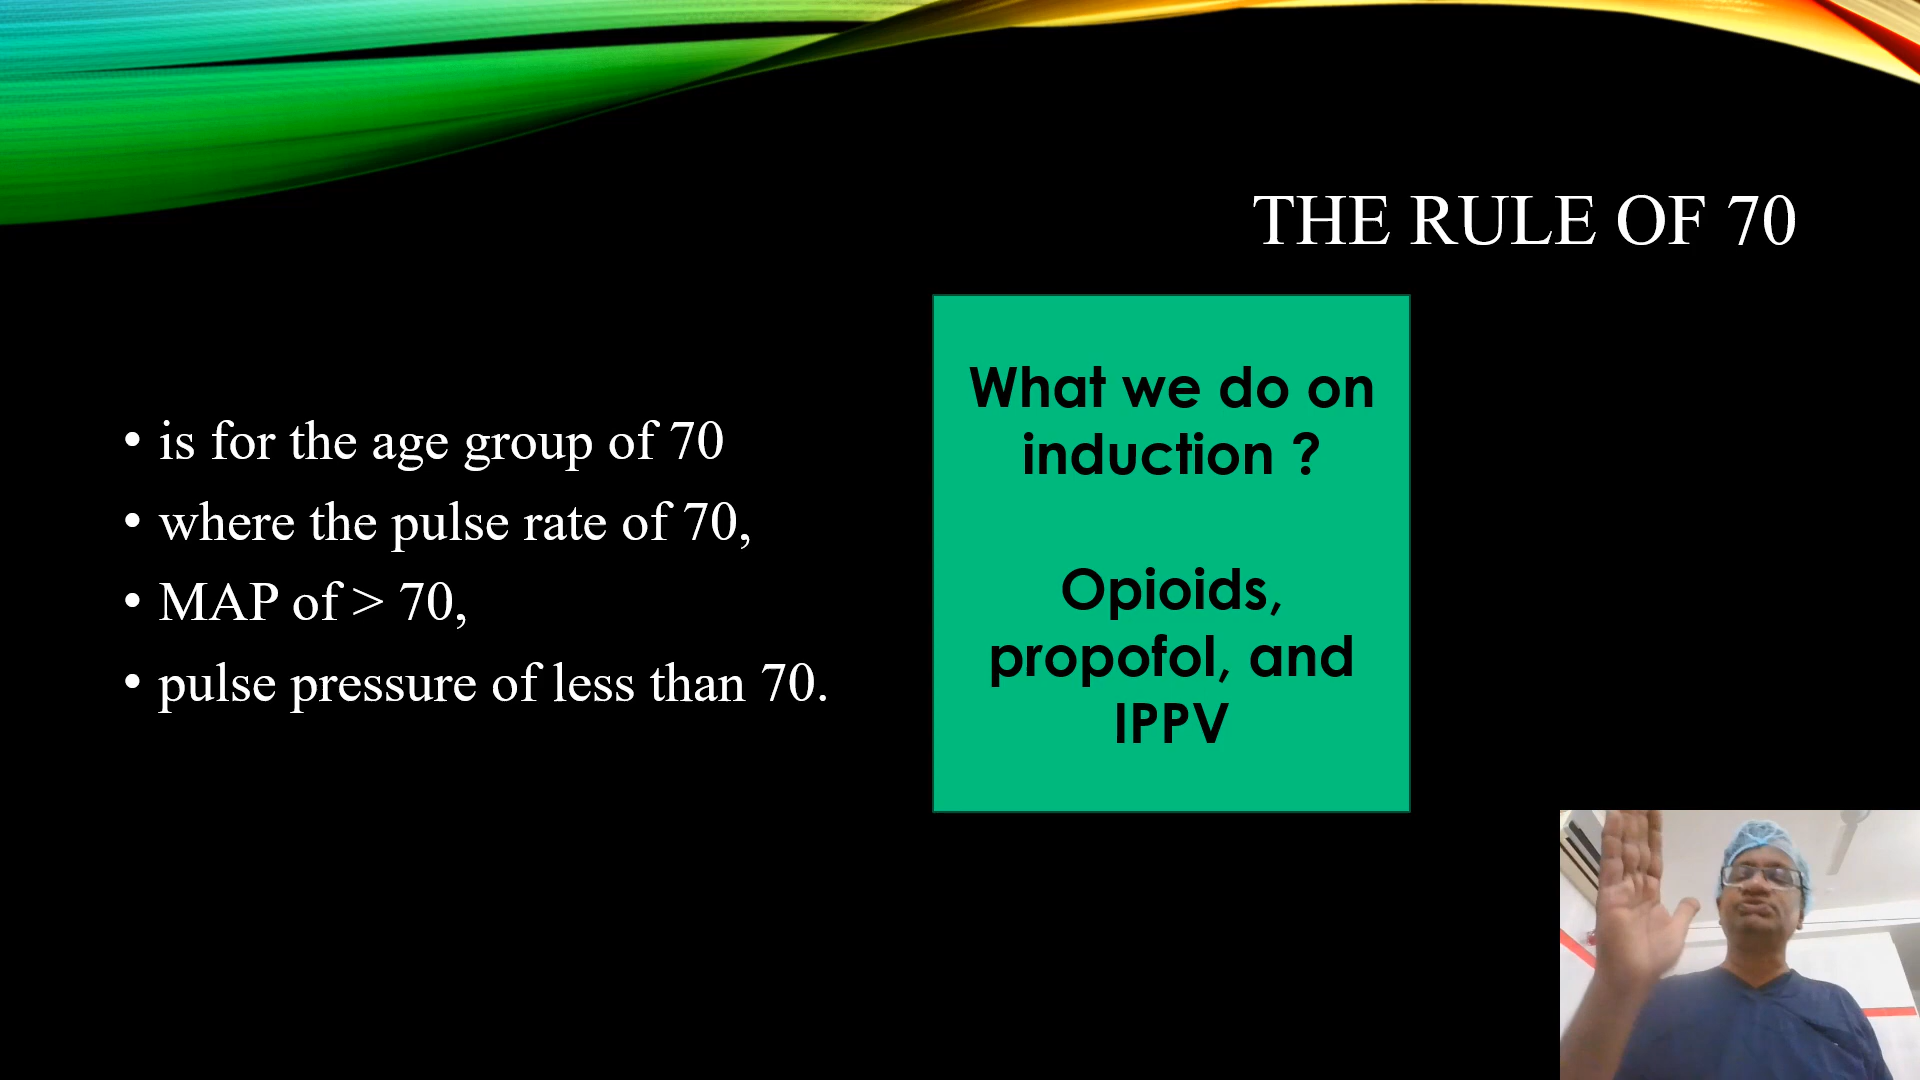 THE RULE OF 70
• is for the age group of 70
• where the pulse rate of 70,
• MAP of > 70,
• pulse pressure of less than 70.
What we do on
induction ?
Opioids,
propofol, and
IPPV